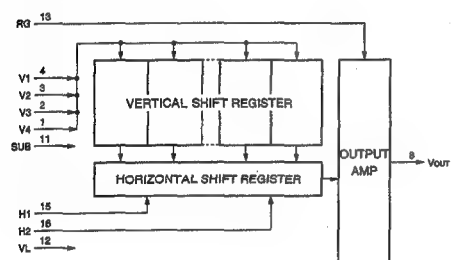 RG 13
V1 4
V2 3
V3 2
V4 1
SUB 11
VERTICAL SHIFT REGISTER
HORIZONTAL SHIFT REGISTER
OUTPUT
AMP
8 VOUT
H1 15
H2 16
VL 12